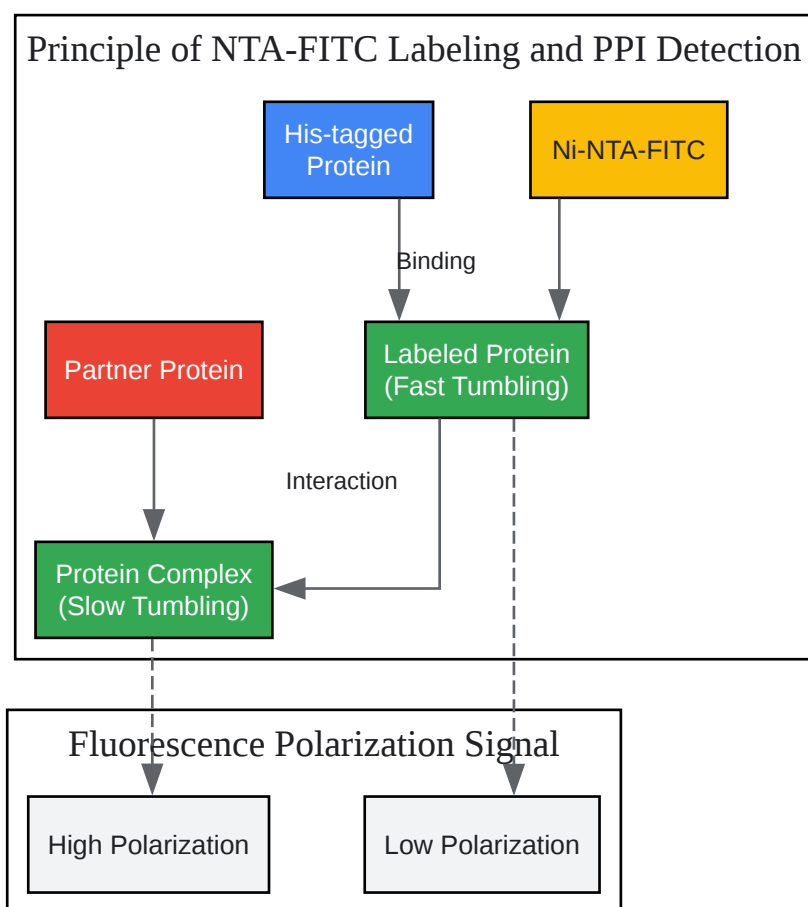 Principle of NTA-FITC Labeling and PPI Detection
His-tagged
Protein
Ni-NTA-FITC
Binding
Partner Protein
Labeled Protein
(Fast Tumbling)
Interaction
Protein Complex
(Slow Tumbling)
Fluorescence Polarization Signal
High Polarization
Low Polarization